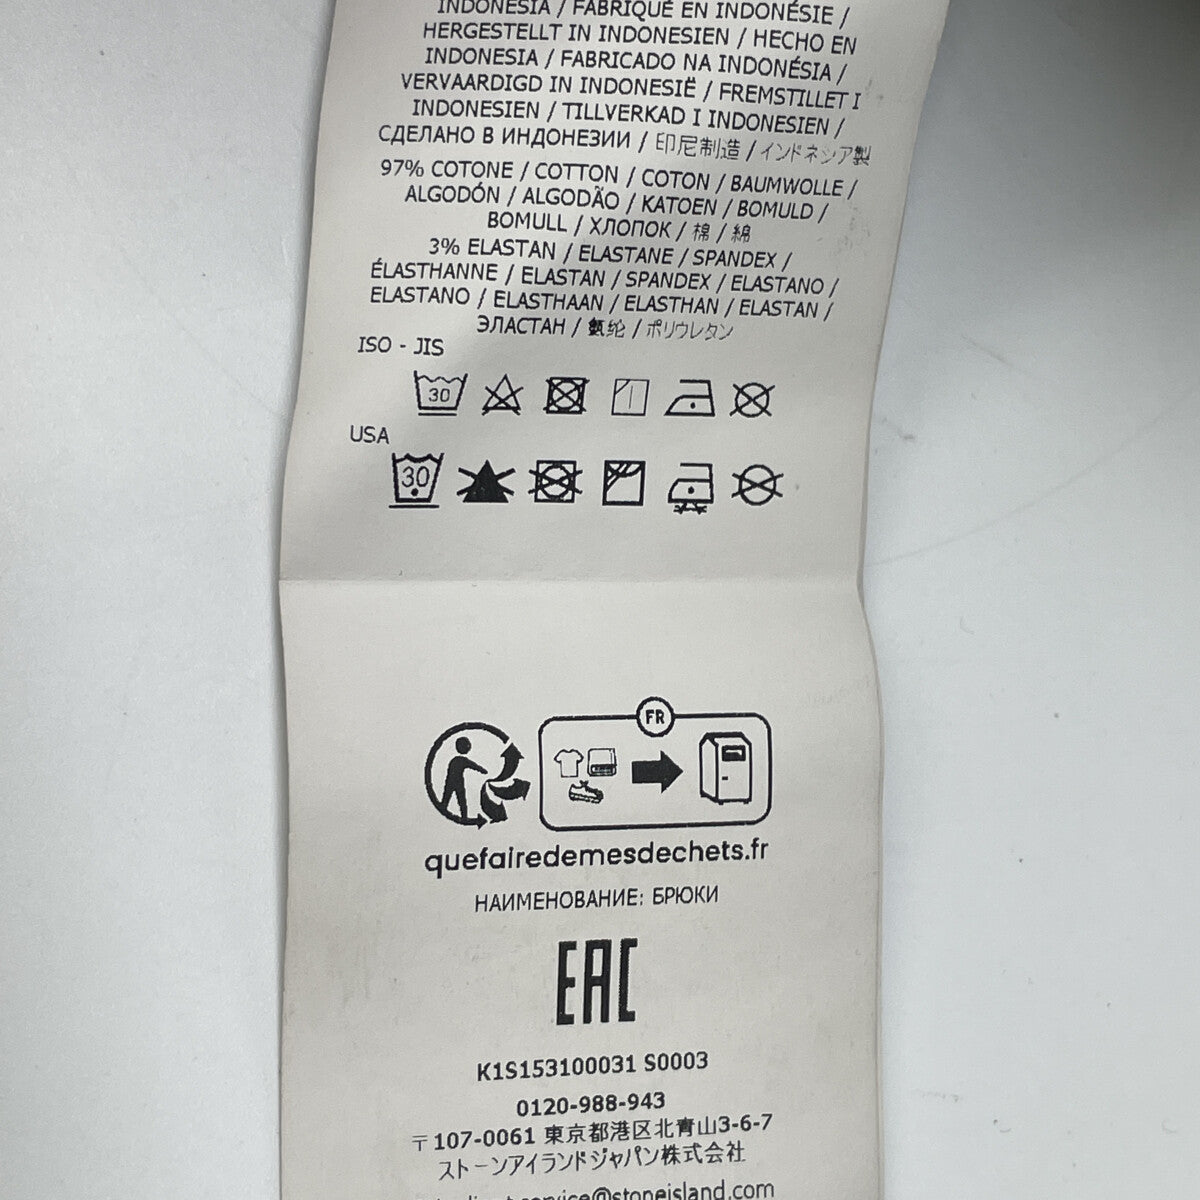 INDONESIA / FABRIQUÉ EN INDONÉSIE /
HERGESTELLT IN INDONESIEN / HECHO EN
INDONESIA / FABRICADO NA INDONÉSIA /
VERVAARDIGD IN INDONESIË / FREMSTILLET I
INDONESIEN / TILLVERKAD I INDONESIEN /
СДЕЛАНО В ИНДОНЕЗИИ / 印尼制造 / インドネシア製
97% COTONE / COTTON / COTON / BAUMWOLLE /
ALGODÓN / ALGODÃO / KATOEN / BOMULD /
BOMULL / ХЛОПОК / 棉 / 綿
3% ELASTAN / ELASTANE / SPANDEX /
ÉLASTHANNE / ELASTAN / SPANDEX / ELASTANO /
ELASTANO / ELASTHAAN / ELASTHAN / ELASTAN /
ЭЛАСТАН / 氨纶 / ポリウレタン
ISO - JIS
30
USA
30
FR
quefairedemesdechets.fr
НАИМЕНОВАНИЕ: БРЮКИ
EAC
K1S153100031 S0003
0120-988-943
〒107-0061 東京都港区北青山3-6-7
ストーンアイランドジャパン株式会社
service@stoneisland.com